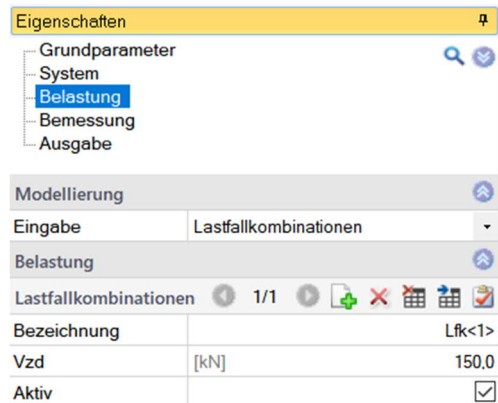 Eigenschaften
Grundparameter
System
Belastung
Bemessung
Ausgabe
Modellierung
Eingabe Lastfallkombinationen
Belastung
Lastfallkombinationen 1/1
Bezeichnung Lfk<1>
Vzd [kN] 150,0
Aktiv